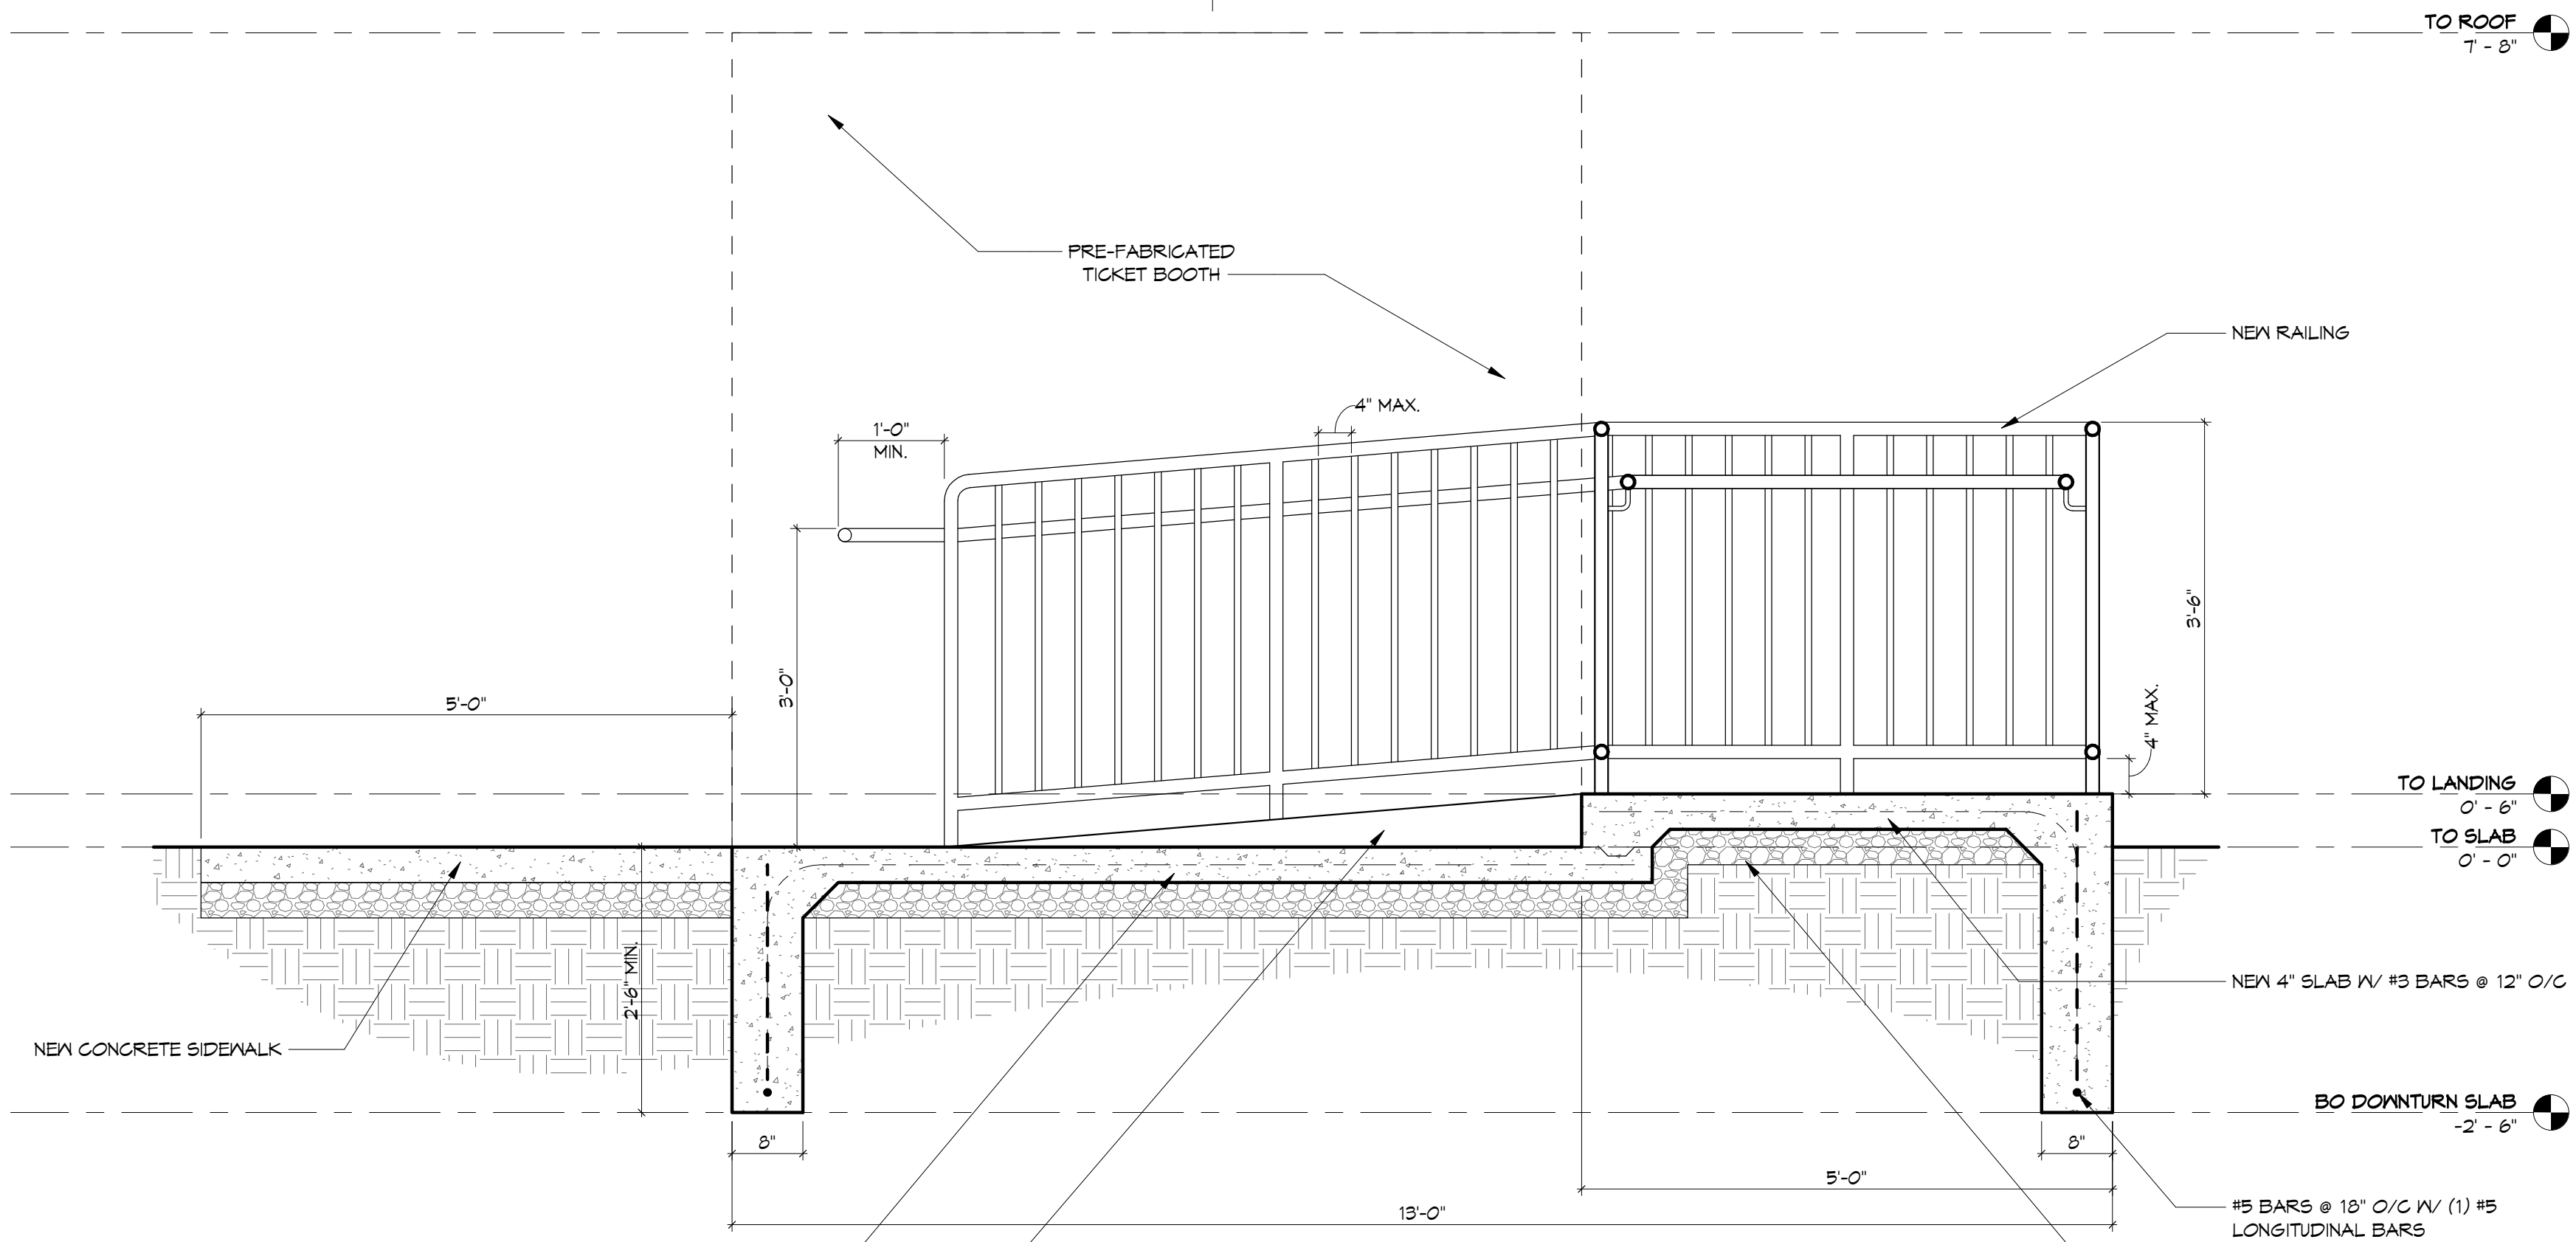 TO ROOF
7' - 8"
PRE-FABRICATED
TICKET BOOTH
NEW RAILING
4" MAX.
1'-0"
MIN.
3'-6"
3'-0"
5'-0"
4" MAX.
TO LANDING
0' - 6"
TO SLAB
0' - 0"
2'-6" MIN.
NEW 4" SLAB W/ #3 BARS @ 12" O/C
NEW CONCRETE SIDEWALK
BO DOWNTURN SLAB
-2' - 6"
8"
8"
5'-0"
13'-0"
#5 BARS @ 18" O/C W/ (1) #5
LONGITUDINAL BARS